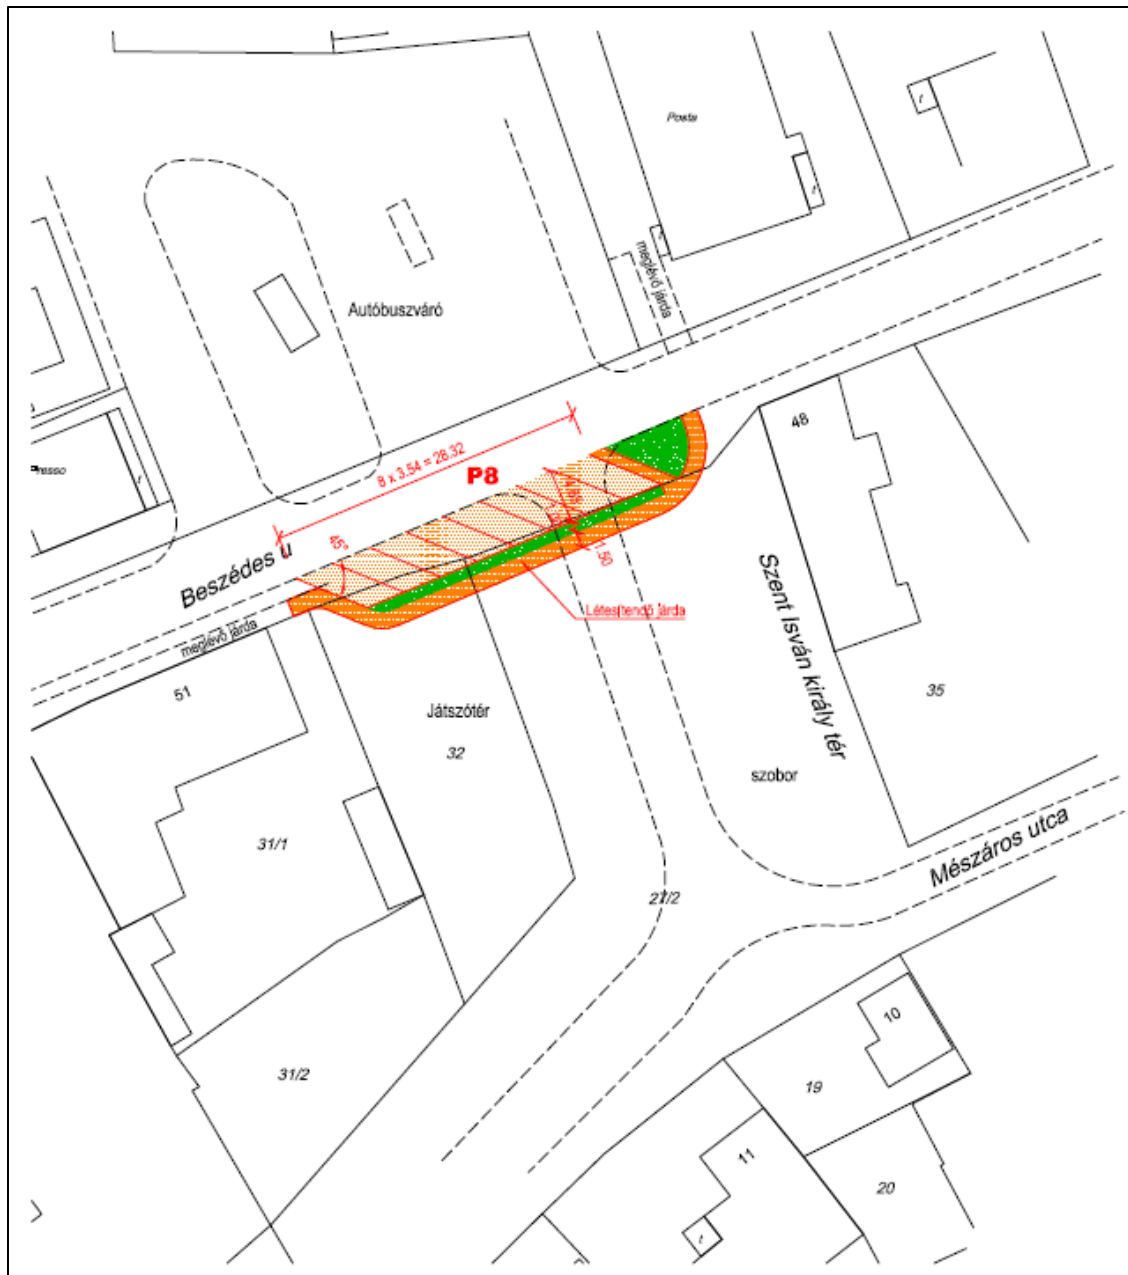 Posta
t
t
t
meglévő járda
Autóbuszváró
8 x 3.54 = 28.32
P8
48
resso
t
45°
1.50
Beszédes u
Létesítendő járda
meglévő járda
Szent Isván király tér
51
35
Játszótér
32
szobor
31/1
Mészáros utca
27/2
10
31/2
19
11
20
t